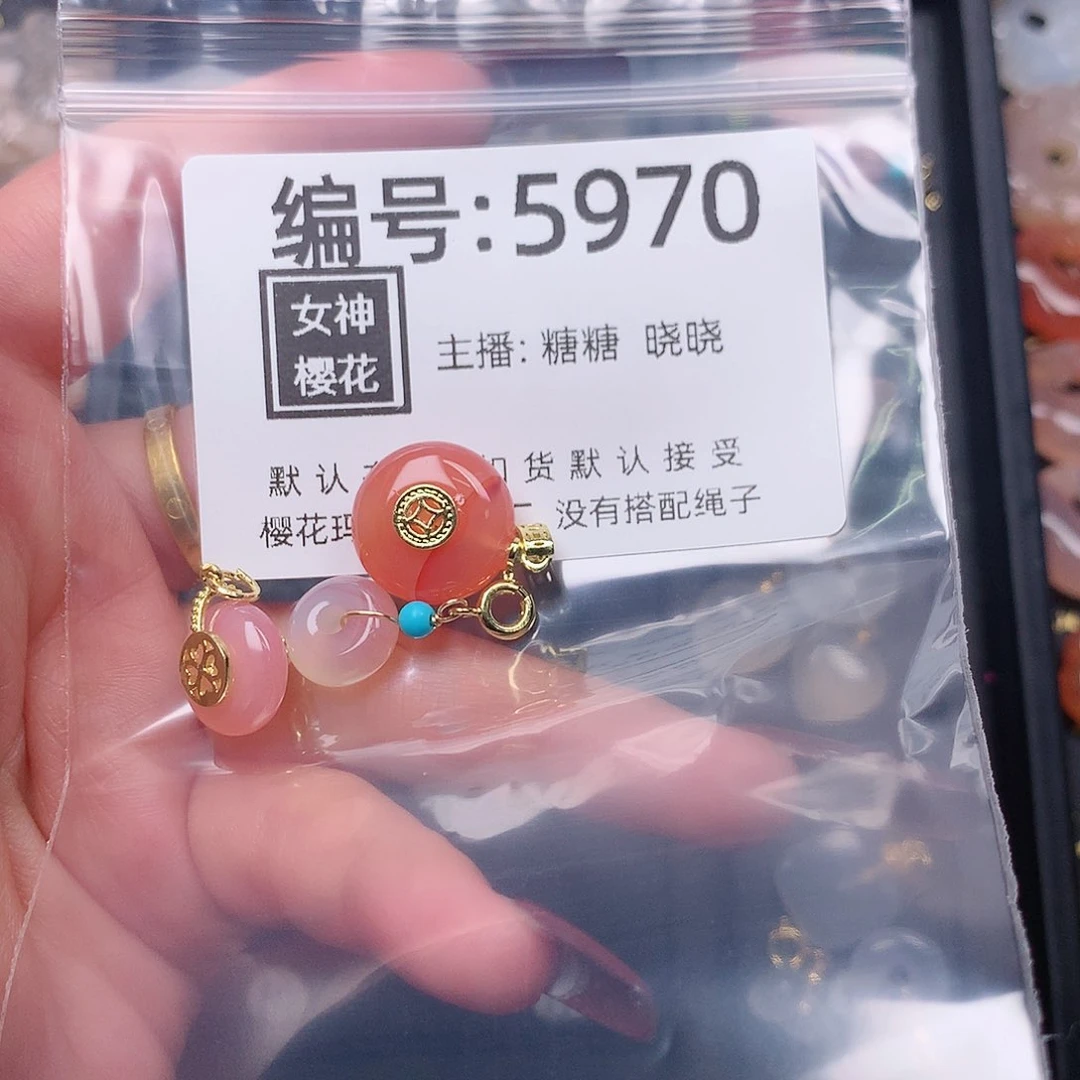 编号:5970
女神
樱花
主播: 糖糖 晓晓
默认 货默认接受
樱花 没有搭配绳子